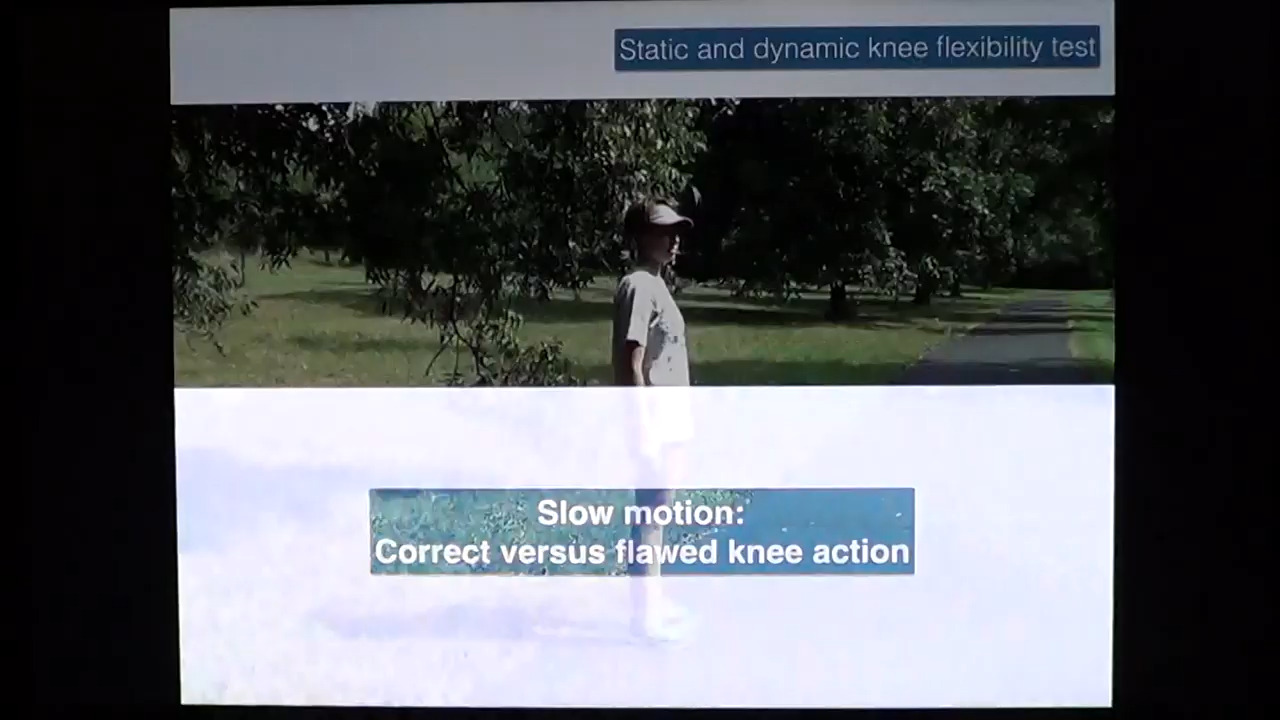 Static and dynamic knee flexibility test
Slow motion:
Correct versus flawed knee action